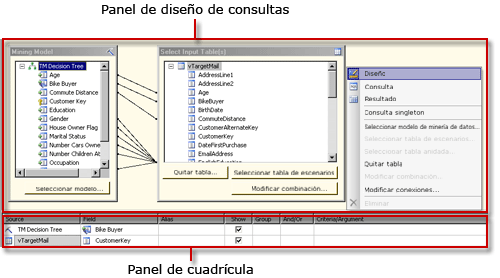 Panel de diseño de consultas
Mining Model
TM Decision Tree
Age
Bike Buyer
Commute Distance
Customer Key
Education
Gender
House Owner Flag
Marital Status
Number Cars Owned
Number Children At
Occupation
Seleccionar modelo...
Select Input Table(s)
vTargetMail
AddressLine1
AddressLine2
Age
BikeBuyer
BirthDate
CommuteDistance
CustomerAlternateKey
CustomerKey
DateFirstPurchase
EmailAddress
EnglishEducation
Quitar tabla...
Seleccionar tabla de escenarios
Modificar combinación...
Diseño
Consulta
Resultado
Consulta singleton
Seleccionar modelo de minería de datos...
Seleccionar tabla de escenarios...
Seleccionar tabla anidada...
Quitar tabla
Modificar combinación...
Modificar conexiones...
Eliminar
Source Field Alias Show Group And/Or Criteria/Argument
TM Decision Tree Bike Buyer
vTargetMail CustomerKey
Panel de cuadrícula